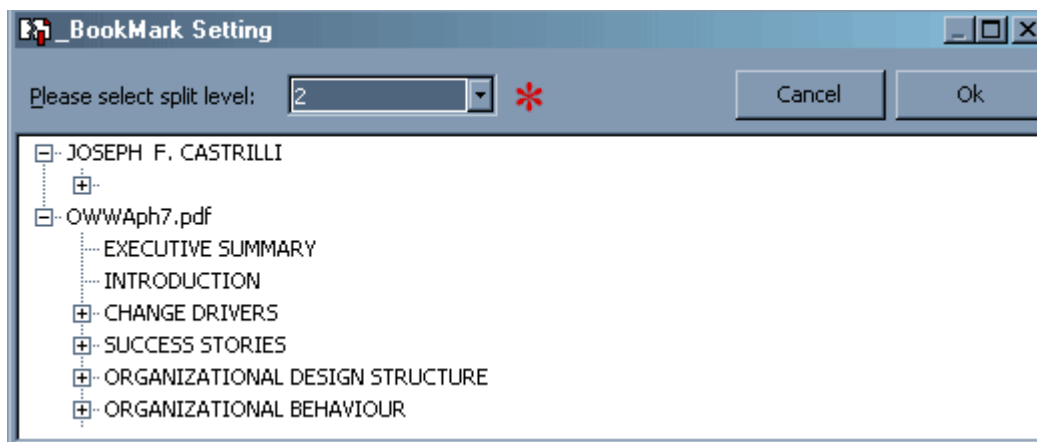 _BookMark Setting
Please select split level: 2 * Cancel Ok
JOSEPH F. CASTRILLI
OWWAph7.pdf
EXECUTIVE SUMMARY
INTRODUCTION
CHANGE DRIVERS
SUCCESS STORIES
ORGANIZATIONAL DESIGN STRUCTURE
ORGANIZATIONAL BEHAVIOUR